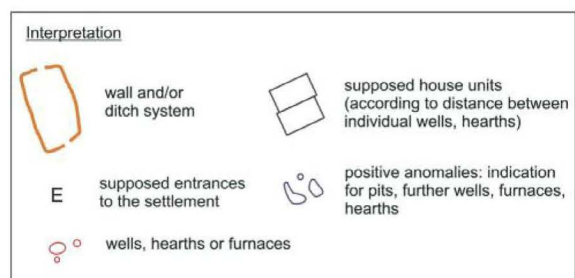 Interpretation
wall and/or
ditch system
supposed house units
(according to distance between
individual wells, hearths)
E
supposed entrances
to the settlement
positive anomalies: indication
for pits, further wells, furnaces,
hearths
wells, hearths or furnaces